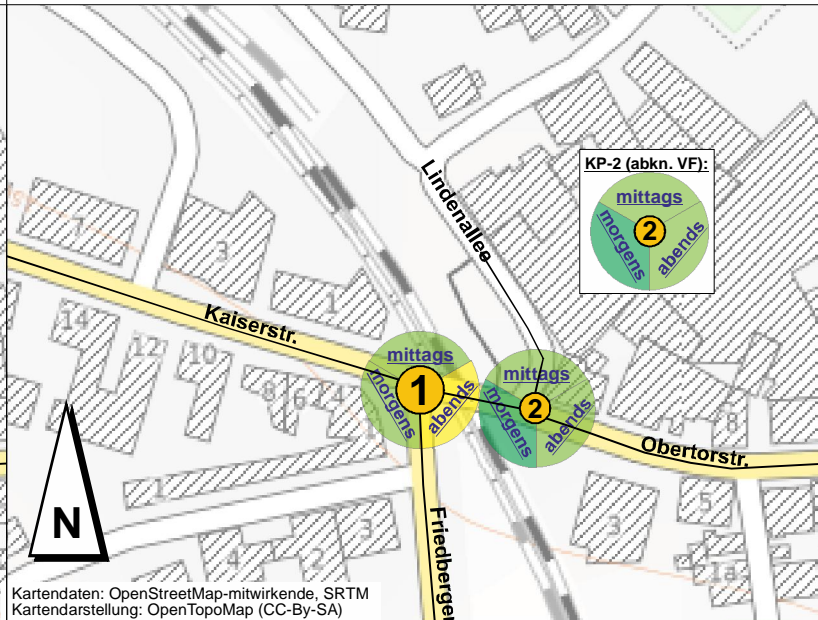 KP-2 (abkn. VF):
mittags
morgens
2
abends
Lindenallee
7
3
1
Kaiserstr.
14
12
10
8
6
4
mittags
morgens
1
abends
mittags
morgens
2
abends
8
Obertorstr.
1
3
5
3
4
2
1a
Friedberger
N
Kartendaten: OpenStreetMap-mitwirkende, SRTM
Kartendarstellung: OpenTopoMap (CC-By-SA)